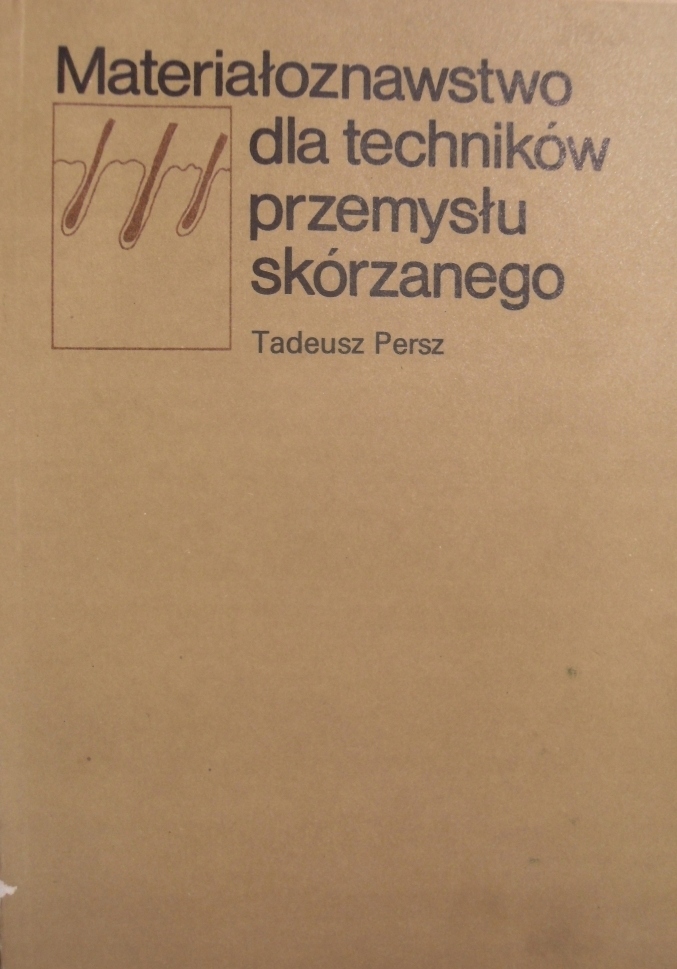 Materiałoznawstwo
dla techników
przemysłu
skórzanego
Tadeusz Persz